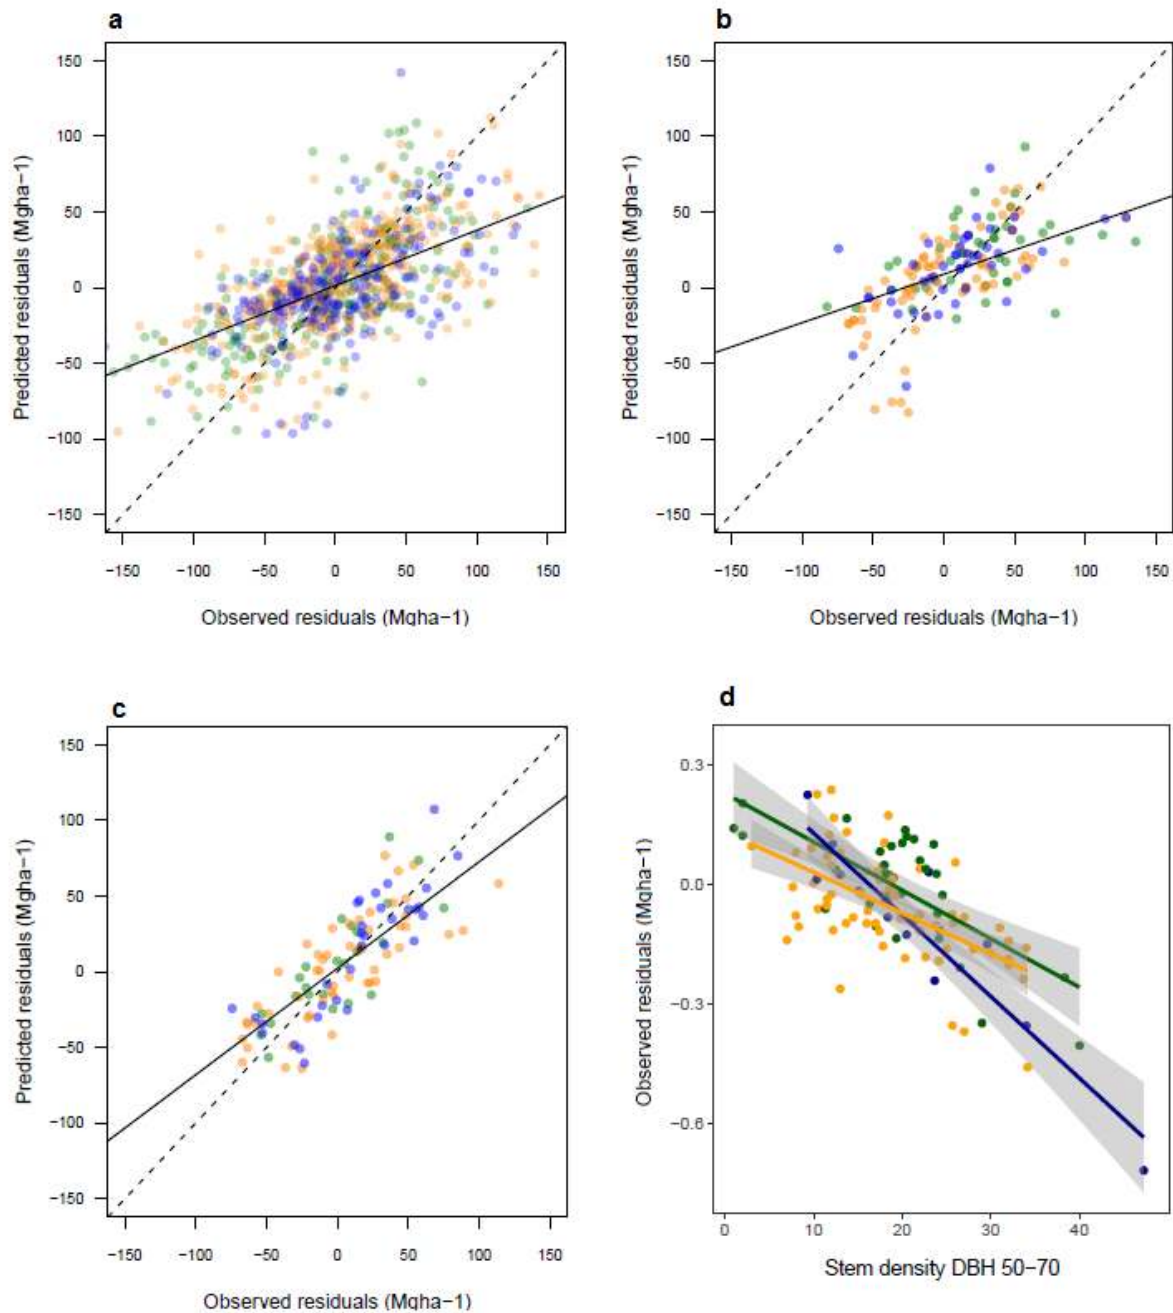 a
150
100
50
0
−50
−100
−150
Predicted residuals (Mgha−1)
−150 −100 −50 0 50 100 150
Observed residuals (Mgha−1)
b
150
100
50
0
−50
−100
−150
Predicted residuals (Mgha−1)
−150 −100 −50 0 50 100 150
Observed residuals (Mgha−1)
c
150
100
50
0
−50
−100
−150
Predicted residuals (Mgha−1)
−150 −100 −50 0 50 100 150
Observed residuals (Mgha−1)
d
0.3
0.0
−0.3
−0.6
Observed residuals (Mgha−1)
0 10 20 30 40
Stem density DBH 50−70